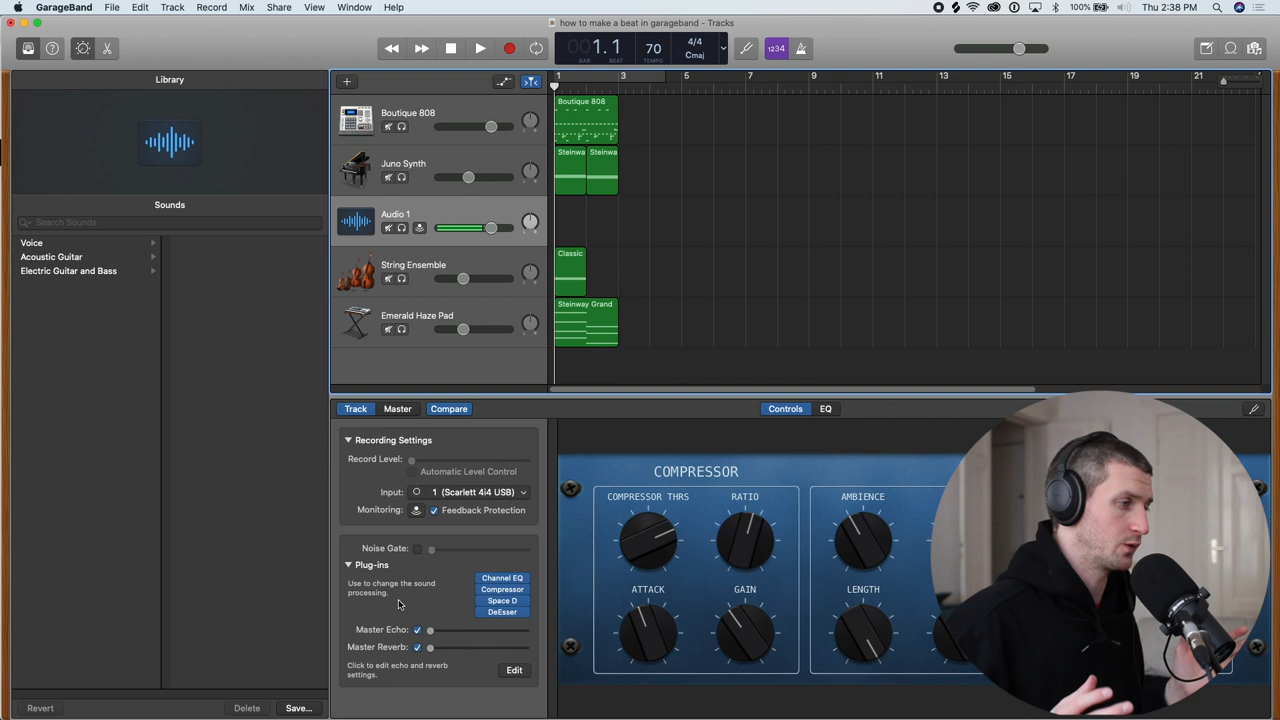 GarageBand File Edit Track Record Mix Share View Window Help 100% Thu 2:38 PM
how to make a beat in garageband - Tracks
001.1
BAR BEAT
70
TEMPO
4/4
Cmaj
1234
Library
Sounds
Search Sounds
Voice
Acoustic Guitar
Electric Guitar and Bass
Revert
Delete
Save...
1 3 5 7 9 11 13 15 17 19 21
Boutique 808
Juno Synth
Audio 1
String Ensemble
Emerald Haze Pad
Boutique 808
Steinwa Steinwa
Classic
Steinway Grand
Track Master Compare
Controls EQ
Recording Settings
Record Level:
Automatic Level Control
Input: 1 (Scarlett 4i4 USB)
Monitoring: Feedback Protection
Noise Gate:
Plug-ins
Use to change the sound
processing.
Channel EQ
Compressor
Space D
DeEsser
Master Echo:
Master Reverb:
Click to edit echo and reverb
settings.
Edit
COMPRESSOR
COMPRESSOR THRS RATIO
ATTACK GAIN
AMBIENCE
LENGTH